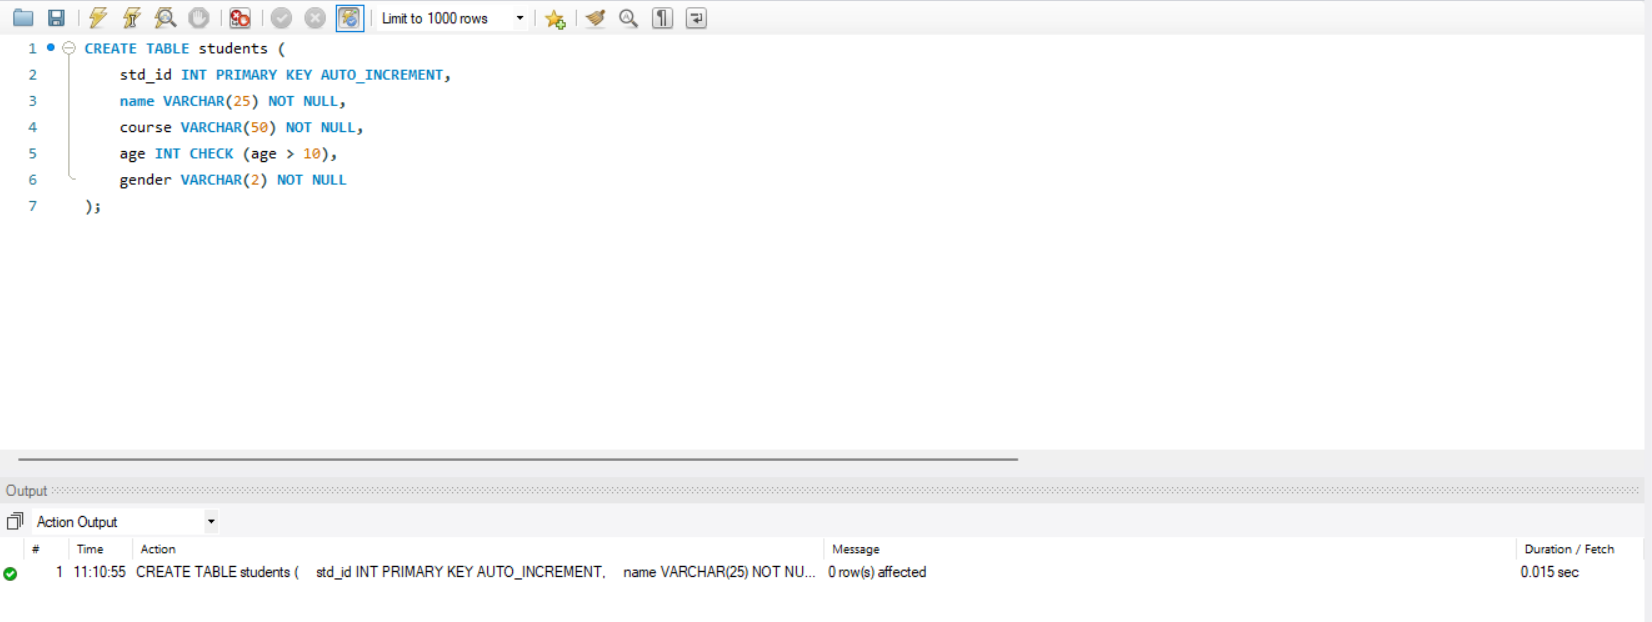 Limit to 1000 rows
1 CREATE TABLE students (
2 std_id INT PRIMARY KEY AUTO_INCREMENT,
3 name VARCHAR(25) NOT NULL,
4 course VARCHAR(50) NOT NULL,
5 age INT CHECK (age > 10),
6 gender VARCHAR(2) NOT NULL
7 );
Output
Action Output
# Time Action Message Duration / Fetch
1 11:10:55 CREATE TABLE students ( std_id INT PRIMARY KEY AUTO_INCREMENT, name VARCHAR(25) NOT NU... 0 row(s) affected 0.015 sec